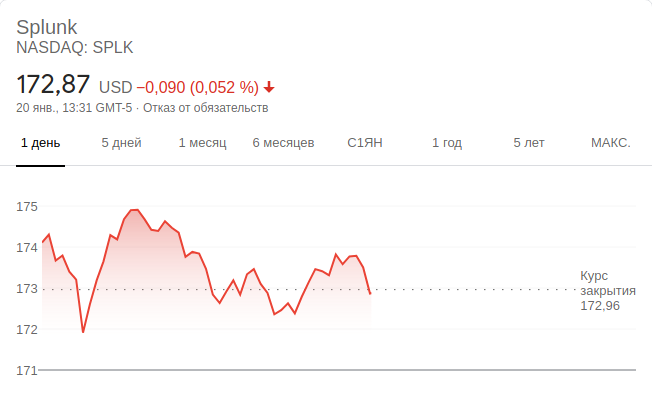 Splunk
NASDAQ: SPLK
172,87 USD −0,090 (0,052 %)
20 янв., 13:31 GMT-5 · Отказ от обязательств
1 день 5 дней 1 месяц 6 месяцев С1ЯН 1 год 5 лет МАКС.
175
174
173
172
171
Курс
закрытия
172,96